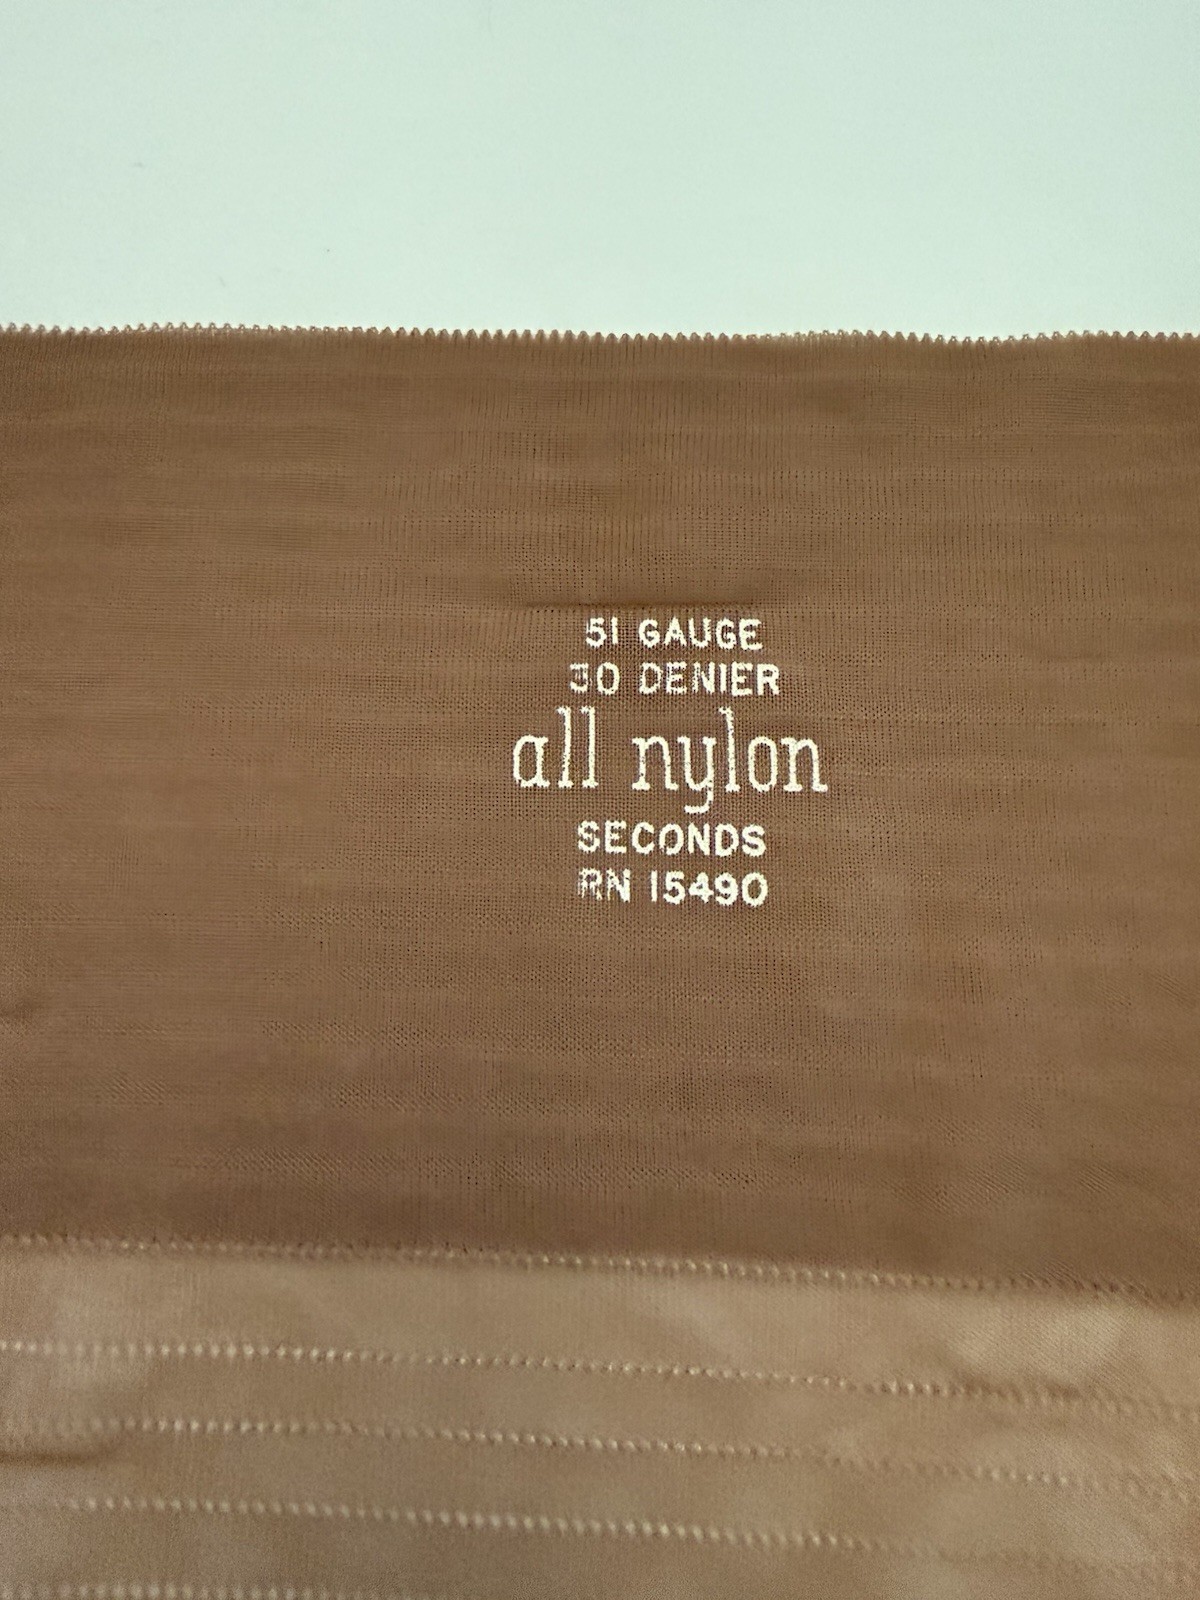 51 GAUGE
30 DENIER
all nylon
SECONDS
RN 15490